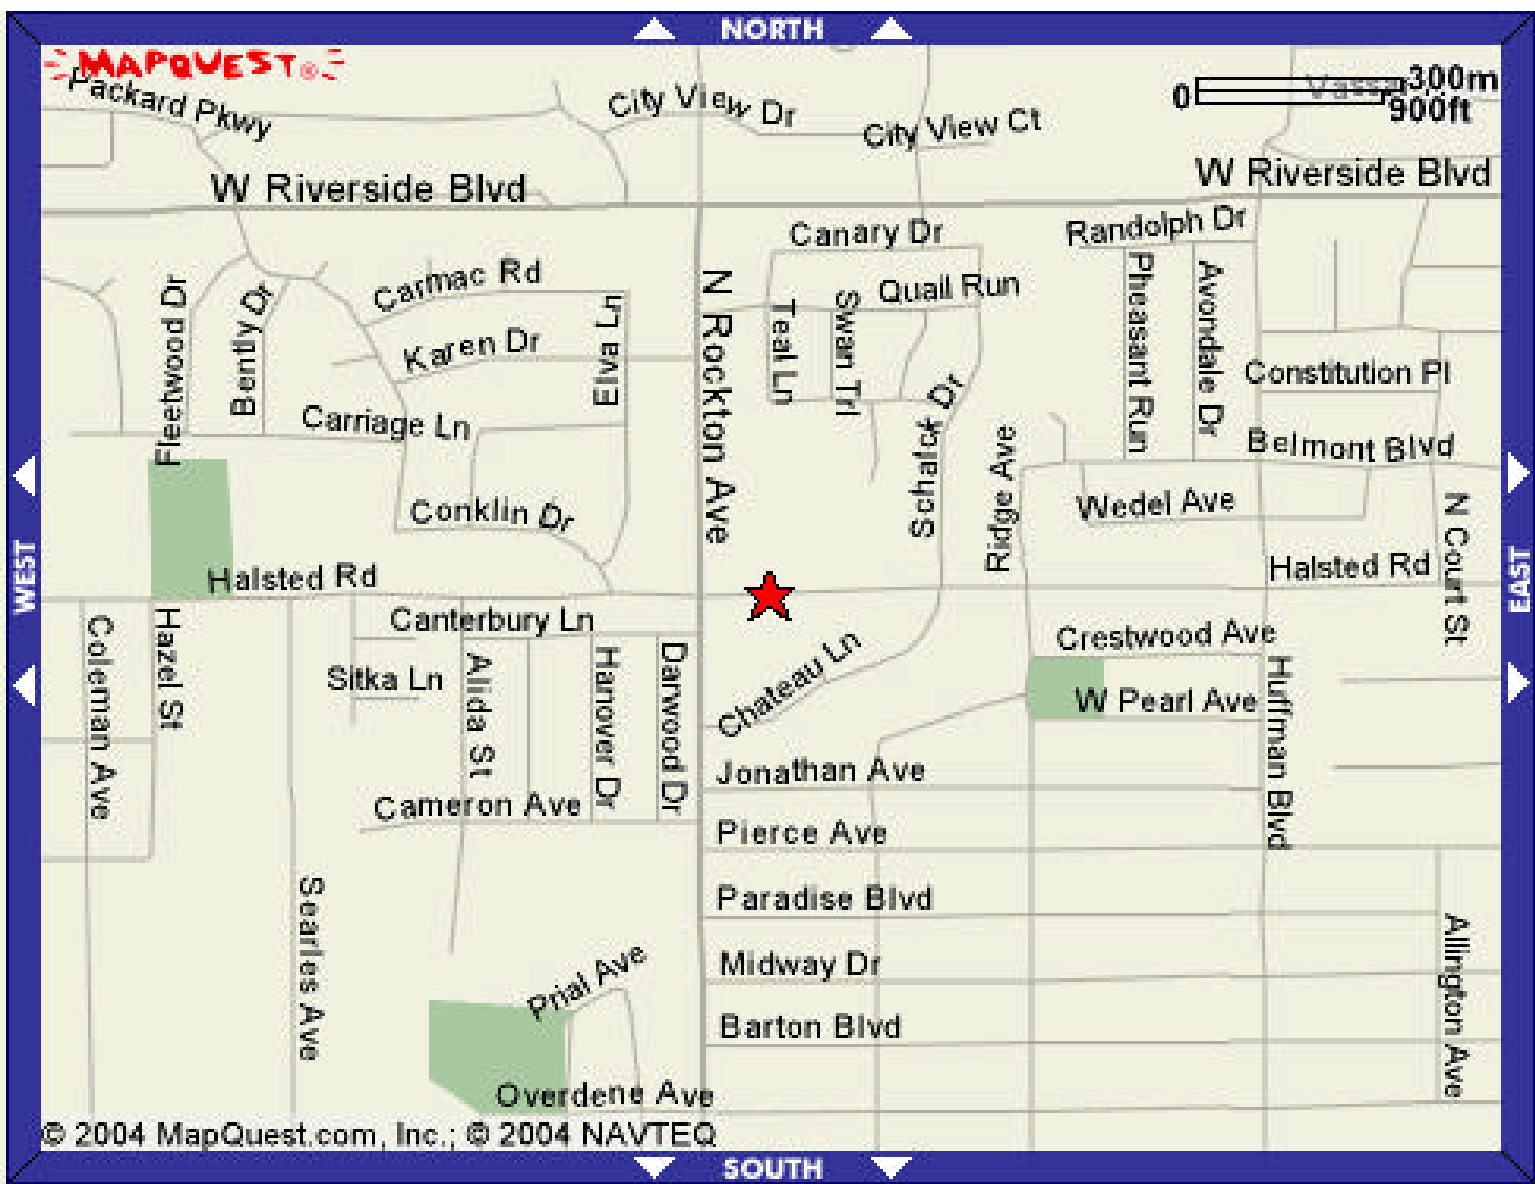 NORTH
MAPQUEST®
Packard Pkwy
City View Dr
City View Ct
0
300m
900ft
W Riverside Blvd
W Riverside Blvd
Canary Dr
Randolph Dr
Carmac Rd
Quail Run
N Rockton Ave
Fleetwood Dr
Bently Dr
Karen Dr
Elva Ln
Teal Ln
Swan Trl
Schalck Dr
Pheasant Run
Avondale Dr
Constitution Pl
Carriage Ln
Belmont Blvd
Ridge Ave
Conklin Dr
Wedel Ave
N Court St
WEST
EAST
Halsted Rd
Halsted Rd
Canterbury Ln
Crestwood Ave
Coleman Ave
Hazel St
Sitka Ln
Alida St
Hanover Dr
Darwood Dr
Chateau Ln
W Pearl Ave
Huffman Blvd
Jonathan Ave
Cameron Ave
Pierce Ave
Searles Ave
Paradise Blvd
Prial Ave
Midway Dr
Allington Ave
Barton Blvd
Overdene Ave
© 2004 MapQuest.com, Inc.; © 2004 NAVTEQ
SOUTH